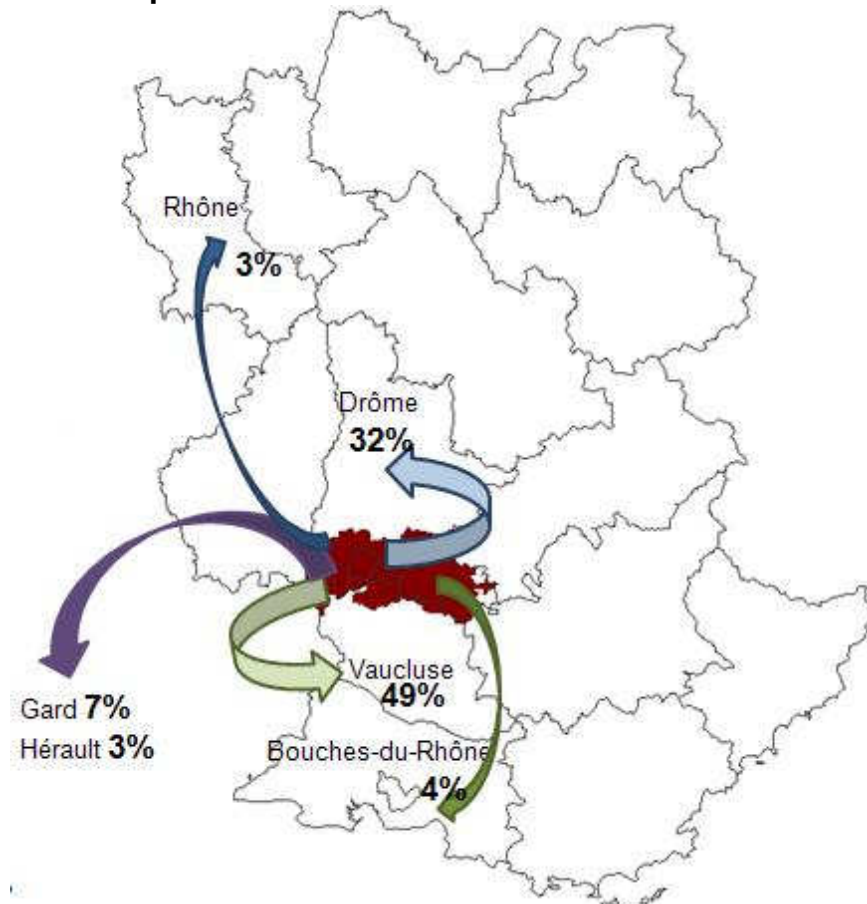 Rhône
3%
Drôme
32%
Vaucluse
49%
Gard 7%
Hérault 3%
Bouches-du-Rhône
4%